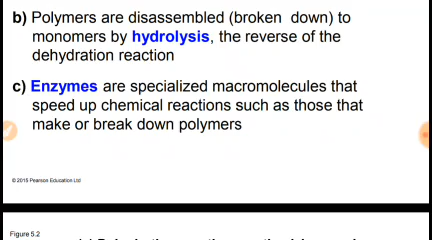 b) Polymers are disassembled (broken down) to
monomers by hydrolysis, the reverse of the
dehydration reaction
c) Enzymes are specialized macromolecules that
speed up chemical reactions such as those that
make or break down polymers
© 2015 Pearson Education Ltd
Figure 5.2